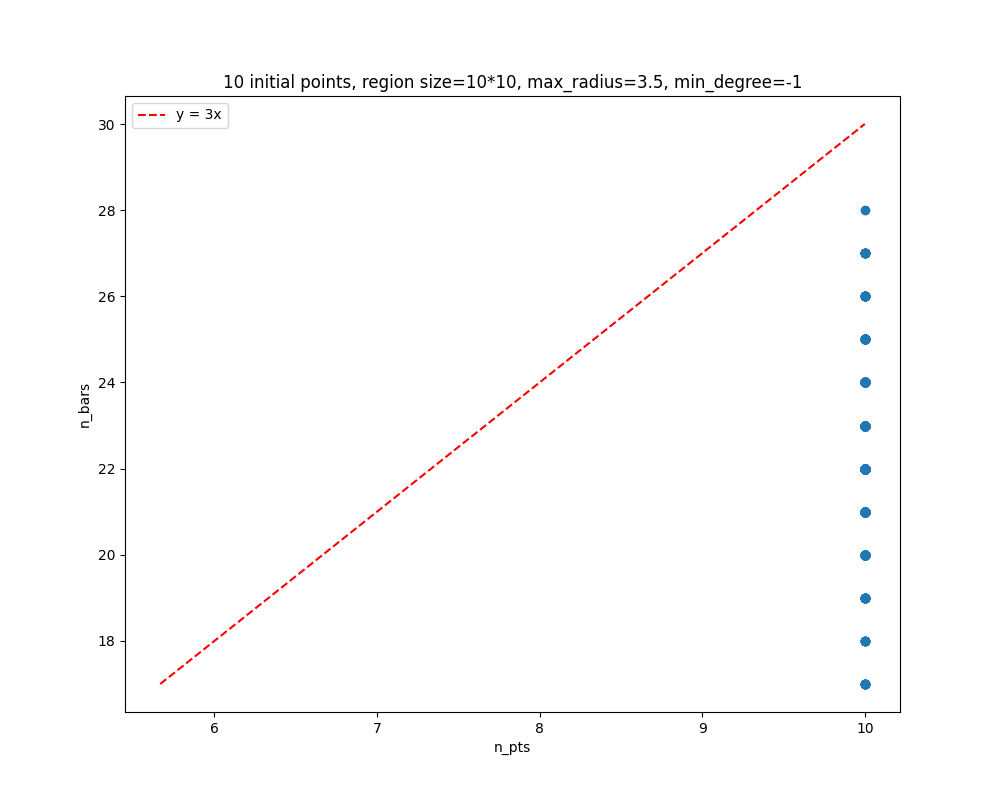 10 initial points, region size=10*10, max_radius=3.5, min_degree=-1
y = 3x
30
28
26
24
22
20
18
n_bars
6 7 8 9 10
n_pts